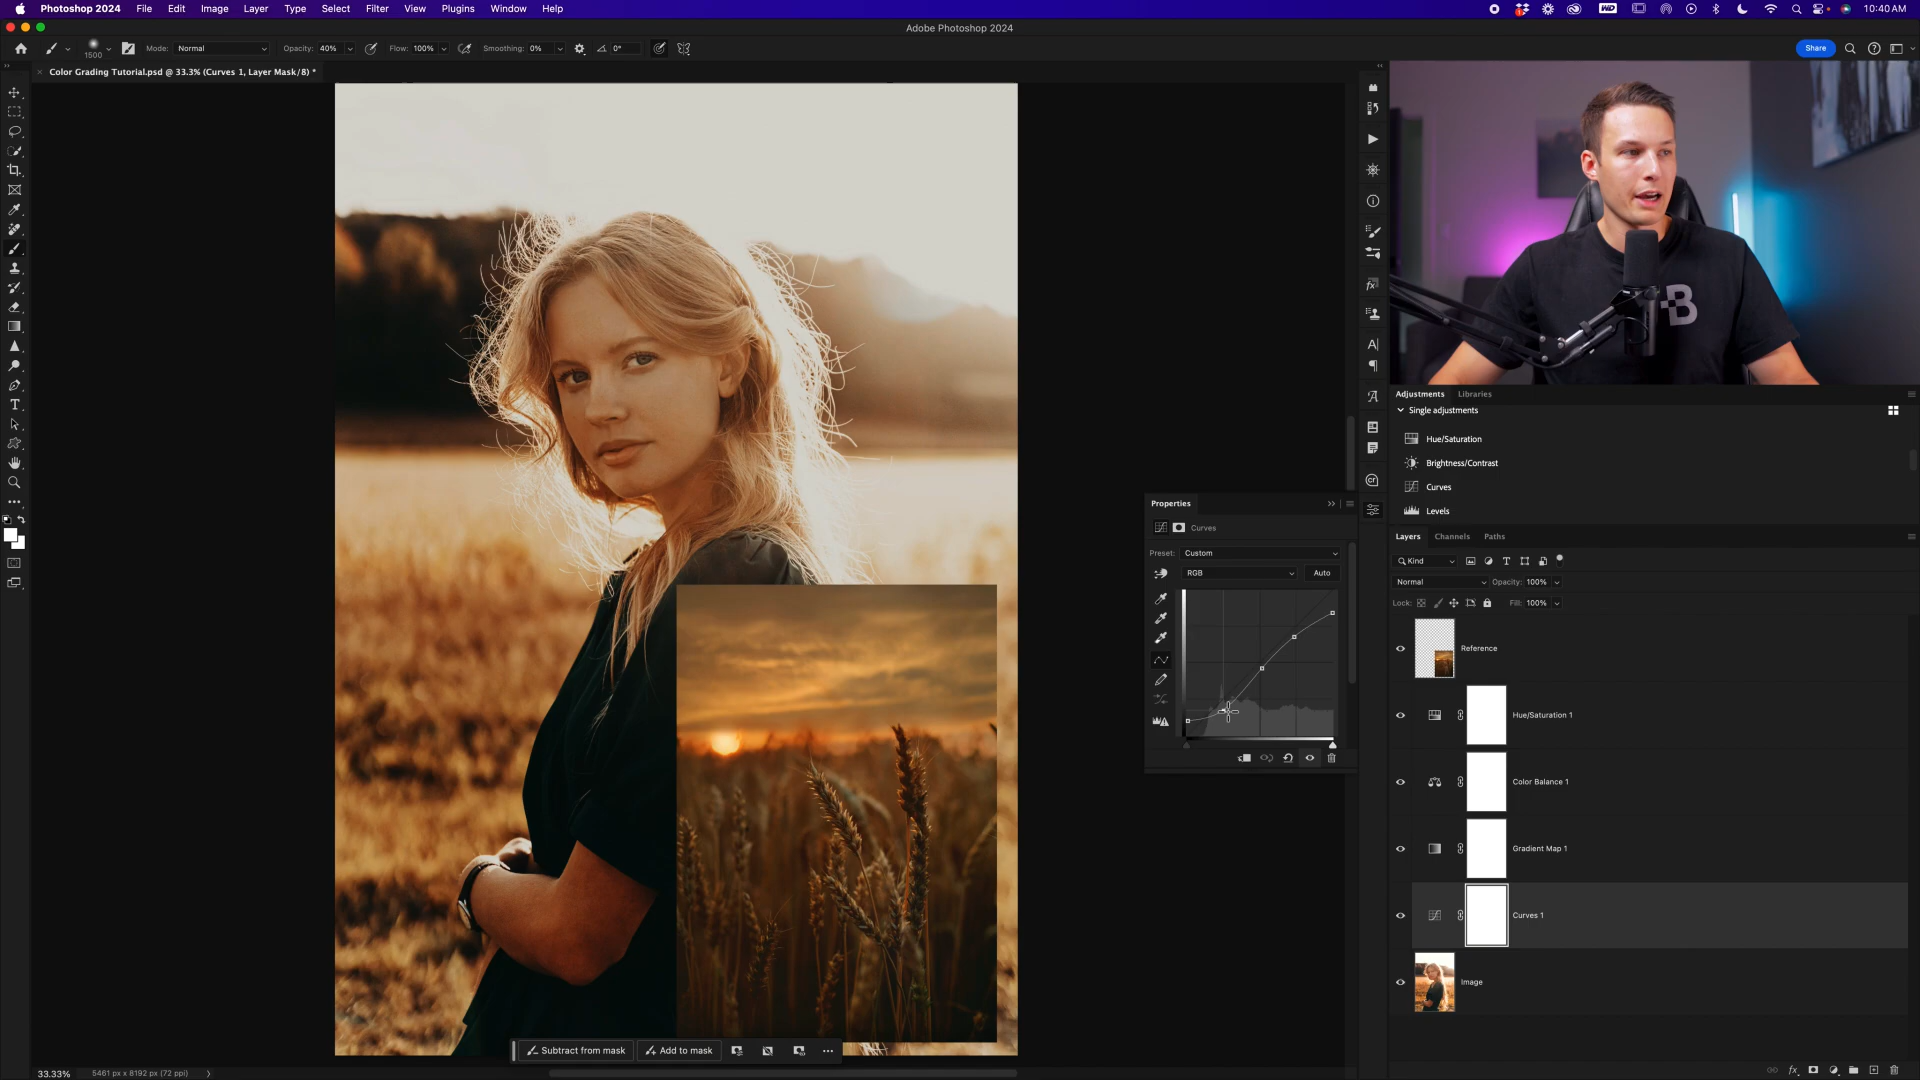 Photoshop 2024 File Edit Image Layer Type Select Filter View Plugins Window Help 10:40 AM
Adobe Photoshop 2024
1500 Mode: Normal Opacity: 40% Flow: 100% Smoothing: 0% 0° Share
Color Grading Tutorial.psd @ 33.3% (Curves 1, Layer Mask/8) *
B
Adjustments Libraries
Single adjustments
Hue/Saturation
Brightness/Contrast
Curves
Levels
Properties
Curves
Preset: Custom
RGB Auto
Layers Channels Paths
Kind
Normal Opacity: 100%
Lock: Fill: 100%
Reference
Hue/Saturation 1
Color Balance 1
Gradient Map 1
Curves 1
Image
Subtract from mask Add to mask
33.33% 5461 px x 8192 px (72 ppi)